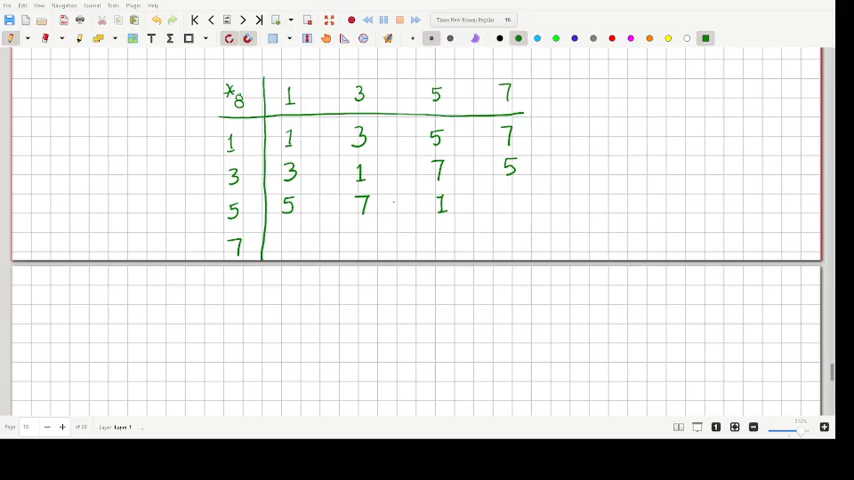 File Edit View Navigation Journal Tools Plugin Help
Times New Roman Regular 16
*8 1 3 5 7
1 1 3 5 7
3 3 1 7 5
5 5 7 1
7
Page 19 of 22 Layer: Layer 1